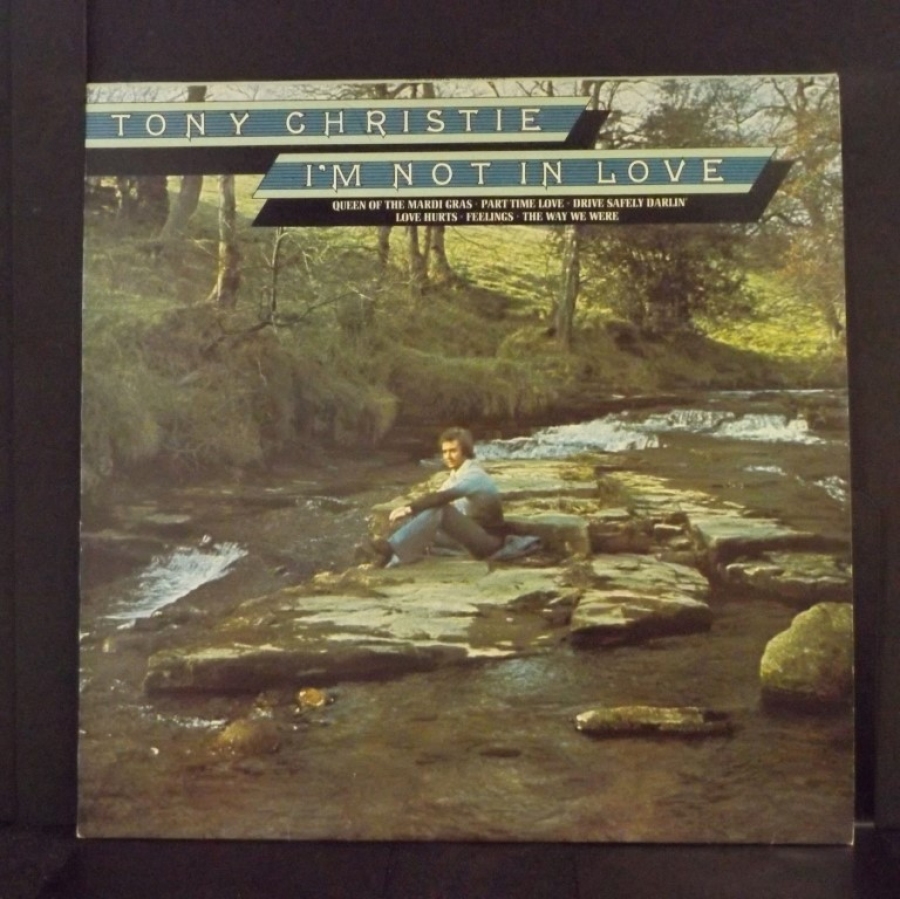 TONY CHRISTIE
I'M NOT IN LOVE
QUEEN OF THE MARDI GRAS · PART TIME LOVE · DRIVE SAFELY DARLIN'
LOVE HURTS · FEELINGS · THE WAY WE WERE